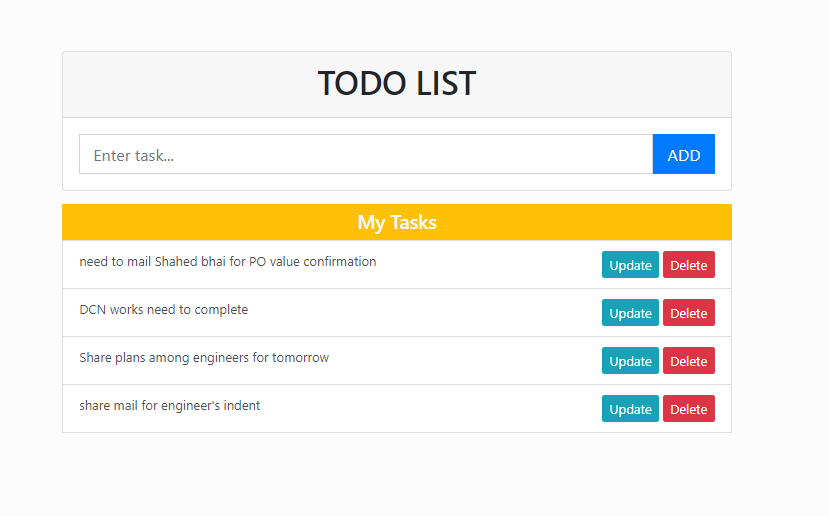 TODO LIST
Enter task...
ADD
My Tasks
need to mail Shahed bhai for PO value confirmation
Update Delete
DCN works need to complete
Update Delete
Share plans among engineers for tomorrow
Update Delete
share mail for engineer's indent
Update Delete